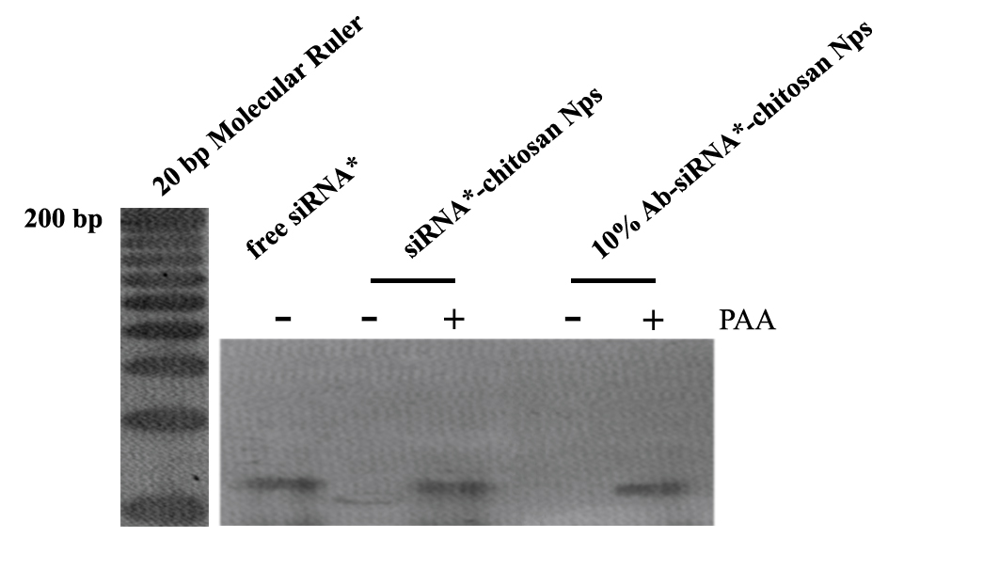 20 bp Molecular Ruler
free siRNA*
siRNA*-chitosan Nps
10% Ab-siRNA*-chitosan Nps
200 bp
- - + - + PAA